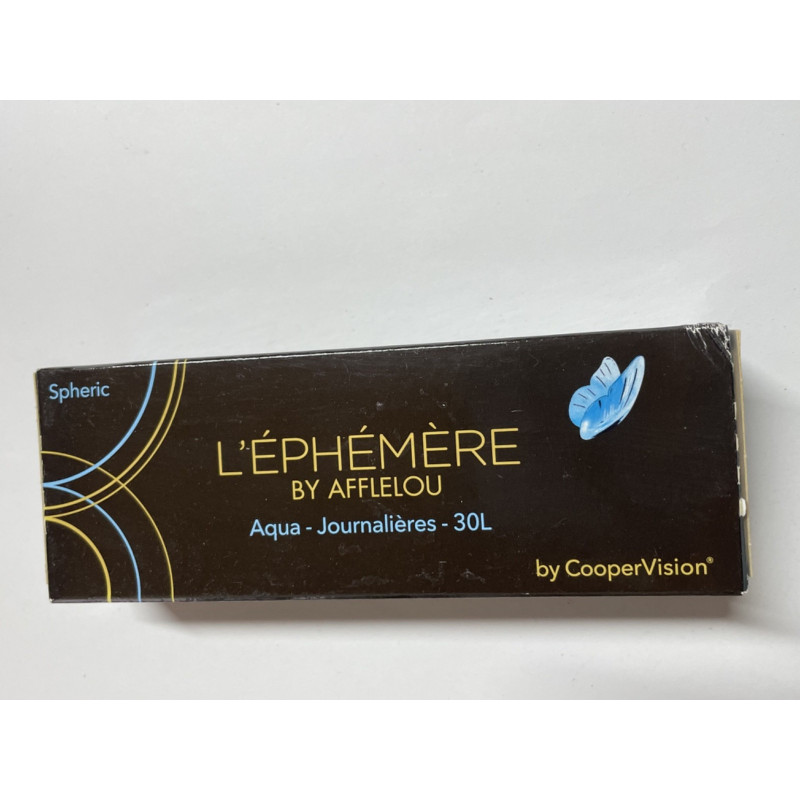 Spheric
L'ÉPHÉMÈRE
BY AFFLELOU
Aqua - Journalières - 30L
by CooperVision®